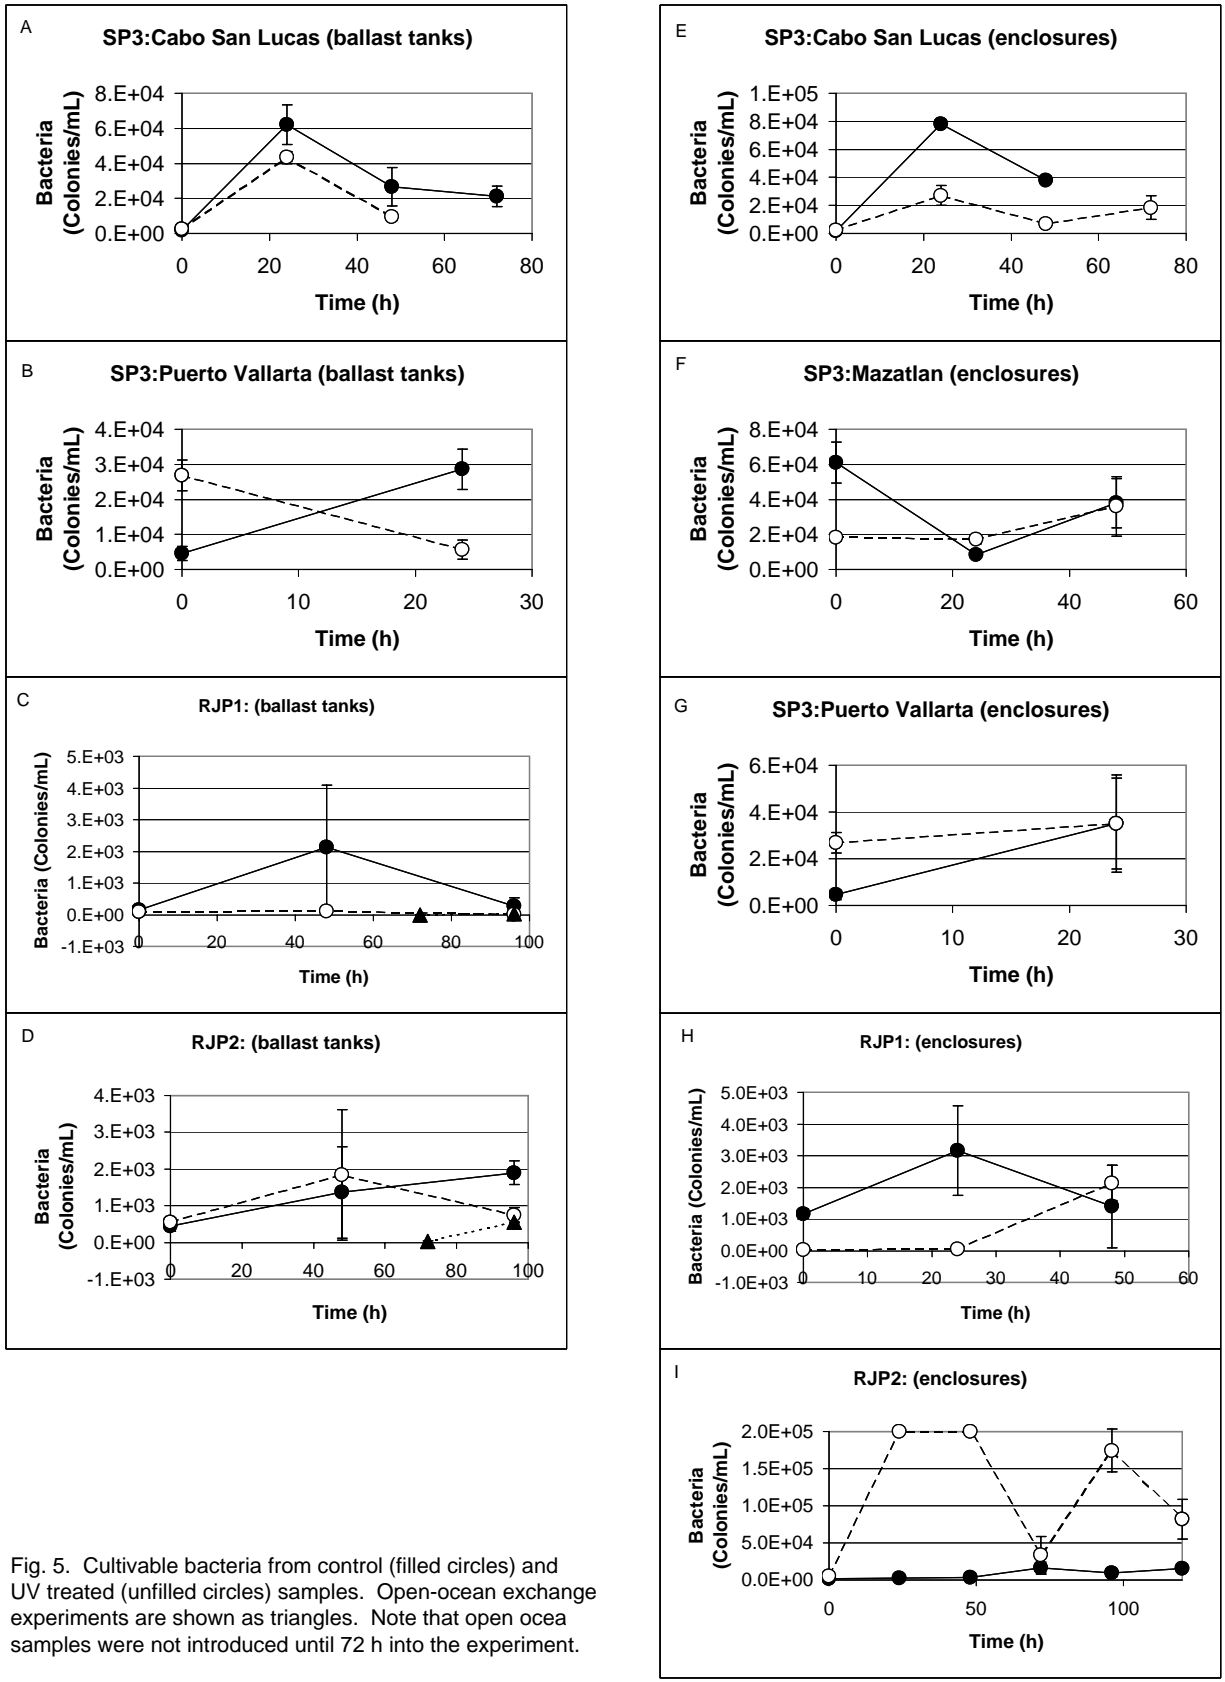 A
SP3:Cabo San Lucas (ballast tanks)
Bacteria
(Colonies/mL)
8.E+04
6.E+04
4.E+04
2.E+04
0.E+00
0 20 40 60 80
Time (h)
B
SP3:Puerto Vallarta (ballast tanks)
Bacteria
(Colonies/mL)
4.E+04
3.E+04
2.E+04
1.E+04
0.E+00
0 10 20 30
Time (h)
C
RJP1: (ballast tanks)
Bacteria (Colonies/mL)
5.E+03
4.E+03
3.E+03
2.E+03
1.E+03
0.E+00
-1.E+03
0 20 40 60 80 100
Time (h)
D
RJP2: (ballast tanks)
Bacteria
(Colonies/mL)
4.E+03
3.E+03
2.E+03
1.E+03
0.E+00
-1.E+03
0 20 40 60 80 100
Time (h)
E
SP3:Cabo San Lucas (enclosures)
Bacteria
(Colonies/mL)
1.E+05
8.E+04
6.E+04
4.E+04
2.E+04
0.E+00
0 20 40 60 80
Time (h)
F
SP3:Mazatlan (enclosures)
Bacteria
(Colonies/mL)
8.E+04
6.E+04
4.E+04
2.E+04
0.E+00
0 20 40 60
Time (h)
G
SP3:Puerto Vallarta (enclosures)
Bacteria
(Colonies/mL)
6.E+04
4.E+04
2.E+04
0.E+00
0 10 20 30
Time (h)
H
RJP1: (enclosures)
Bacteria (Colonies/mL)
5.0E+03
4.0E+03
3.0E+03
2.0E+03
1.0E+03
0.0E+00
-1.0E+03
0 10 20 30 40 50 60
Time (h)
I
RJP2: (enclosures)
Bacteria
(Colonies/mL)
2.0E+05
1.5E+05
1.0E+05
5.0E+04
0.0E+00
0 50 100
Time (h)
Fig. 5. Cultivable bacteria from control (filled circles) and
UV treated (unfilled circles) samples. Open-ocean exchange
experiments are shown as triangles. Note that open ocea
samples were not introduced until 72 h into the experiment.